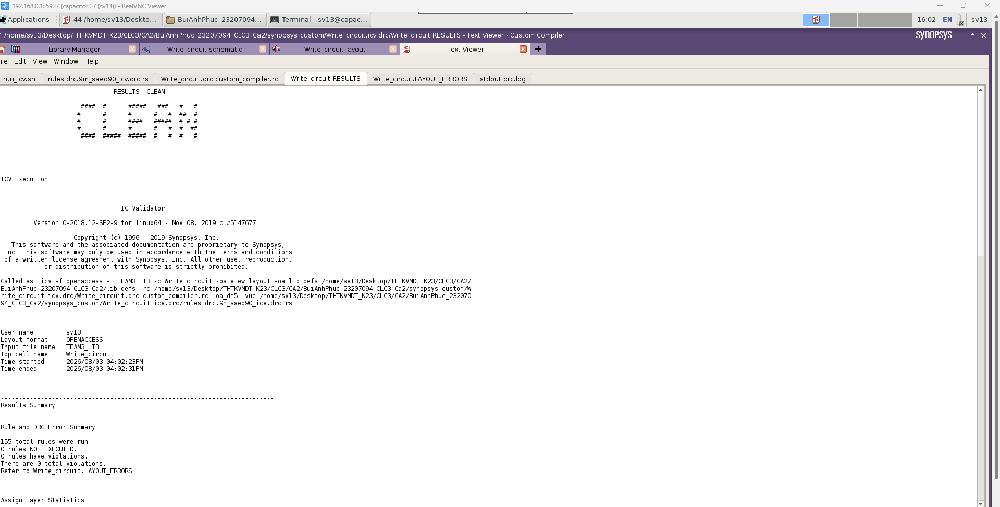 192.168.0.1::5927 (capacitor:27 (sv13)) - RealVNC Viewer
Applications 44 /home/sv13/Deskto... BuiAnhPhuc_23207094... Terminal - sv13@capac... 16:02 EN sv13
/home/sv13/Desktop/THTKVMDT_K23/CLC3/CA2/BuiAnhPhuc_23207094_CLC3_Ca2/synopsys_custom/Write_circuit.icv.drc/Write_circuit.RESULTS - Text Viewer - Custom Compiler SYNOPSYS
Library Manager Write_circuit schematic Write_circuit layout Text Viewer
ile Edit View Window Help
run_icv.sh rules.drc.9m_saed90_icv.drc.rs Write_circuit.drc.custom_compiler.rc Write_circuit.RESULTS Write_circuit.LAYOUT_ERRORS stdout.drc.log
RESULTS: CLEAN
#### # ##### ### # #
# # # # # ## #
# # #### ##### # # #
# # # # # # ##
#### ##### ##### # # # #
===========================================================================
---------------------------------------------------------------------------
ICV Execution
---------------------------------------------------------------------------
IC Validator
Version O-2018.12-SP2-9 for linux64 - Nov 08, 2019 cl#5147677
Copyright (c) 1996 - 2019 Synopsys, Inc.
This software and the associated documentation are proprietary to Synopsys,
Inc. This software may only be used in accordance with the terms and conditions
of a written license agreement with Synopsys, Inc. All other use, reproduction,
or distribution of this software is strictly prohibited.
Called as: icv -f openaccess -i TEAM3_LIB -c Write_circuit -oa_view layout -oa_lib_defs /home/sv13/Desktop/THTKVMDT_K23/CLC3/CA2/
BuiAnhPhuc_23207094_CLC3_Ca2/lib.defs -rc /home/sv13/Desktop/THTKVMDT_K23/CLC3/CA2/BuiAnhPhuc_23207094_CLC3_Ca2/synopsys_custom/W
rite_circuit.icv.drc/Write_circuit.drc.custom_compiler.rc -oa_dm5 -vue /home/sv13/Desktop/THTKVMDT_K23/CLC3/CA2/BuiAnhPhuc_232070
94_CLC3_Ca2/synopsys_custom/Write_circuit.icv.drc/rules.drc.9m_saed90_icv.drc.rs
- - - - - - - - - - - - - - - - - - - - - - - - - - - - - - - - - - - - - -
User name: sv13
Layout format: OPENACCESS
Input file name: TEAM3_LIB
Top cell name: Write_circuit
Time started: 2026/08/03 04:02:23PM
Time ended: 2026/08/03 04:02:31PM
- - - - - - - - - - - - - - - - - - - - - - - - - - - - - - - - - - - - - -
---------------------------------------------------------------------------
Results Summary
---------------------------------------------------------------------------
Rule and DRC Error Summary
155 total rules were run.
0 rules NOT EXECUTED.
0 rules have violations.
There are 0 total violations.
Refer to Write_circuit.LAYOUT_ERRORS
---------------------------------------------------------------------------
Assign Layer Statistics